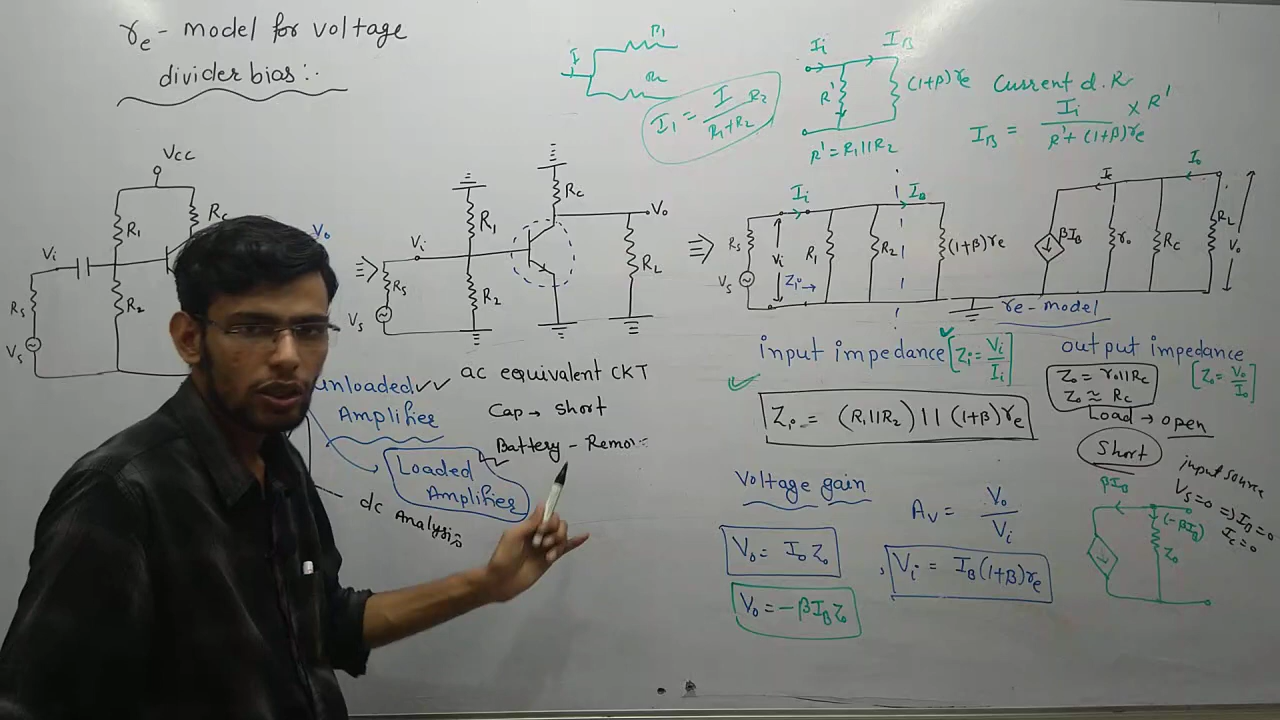 re - model for voltage
divider bias :-
Vcc
R1
Rc
Vi
R2
Rs
Vs
Vo
Rc
R1
Vi
Vo
RL
Rs
R2
Vs
unloaded ✓✓
Amplifier
Loaded
Amplifier
dc Analysis
ac equivalent CKT
Cap → short
Battery - Remo
I
R1
I1 = I / R1+R2 R2
Ii
IB
R'
(1+β)re
R' = R1||R2
Current d. R
IB = Ii / R'+(1+β)re × R'
Rs
Vs
Ii
Vi
Zi →
R1
R2
IB
(1+β)re
βIB
Ic
ro
Rc
Io
RL
Vo
re - model
input impedance [Zi = Vi / Ii]
Zi = (R1||R2) || (1+β)re
output impedance
[Zo = Vo / Io]
Zo = ro||Rc
Zo ≈ Rc
Load → open
Short
input source
Vs=0 ⇒ IB=0
Ic=0
βIB
(-βIB)
Zo
Voltage gain
AV = Vo / Vi
Vo = Io Zo
, Vi = IB(1+β)re
Vo = -βIB Zo